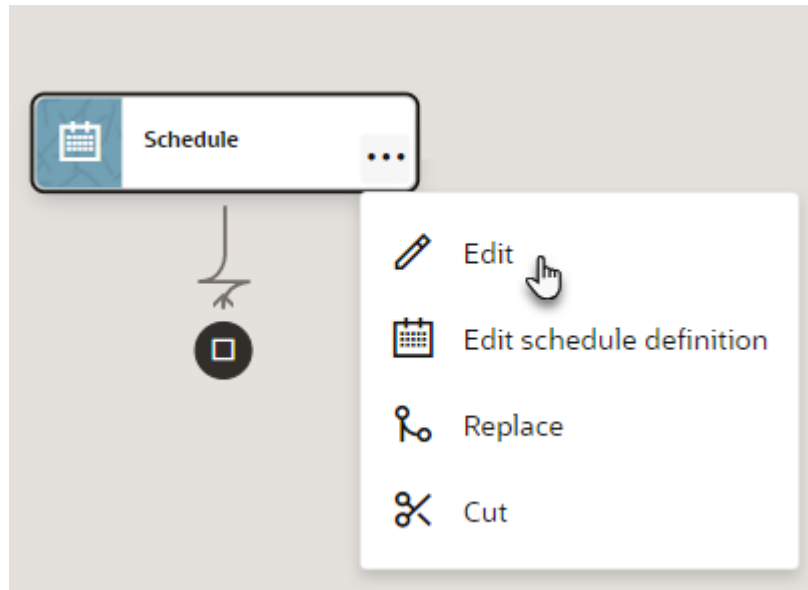 Schedule
Edit
Edit schedule definition
Replace
Cut